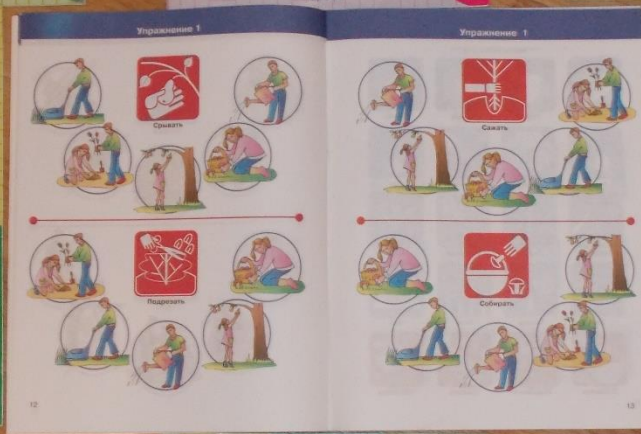 Упражнение 1
Срывать
Подрезать
12
Упражнение 1
Сажать
Собирать
13